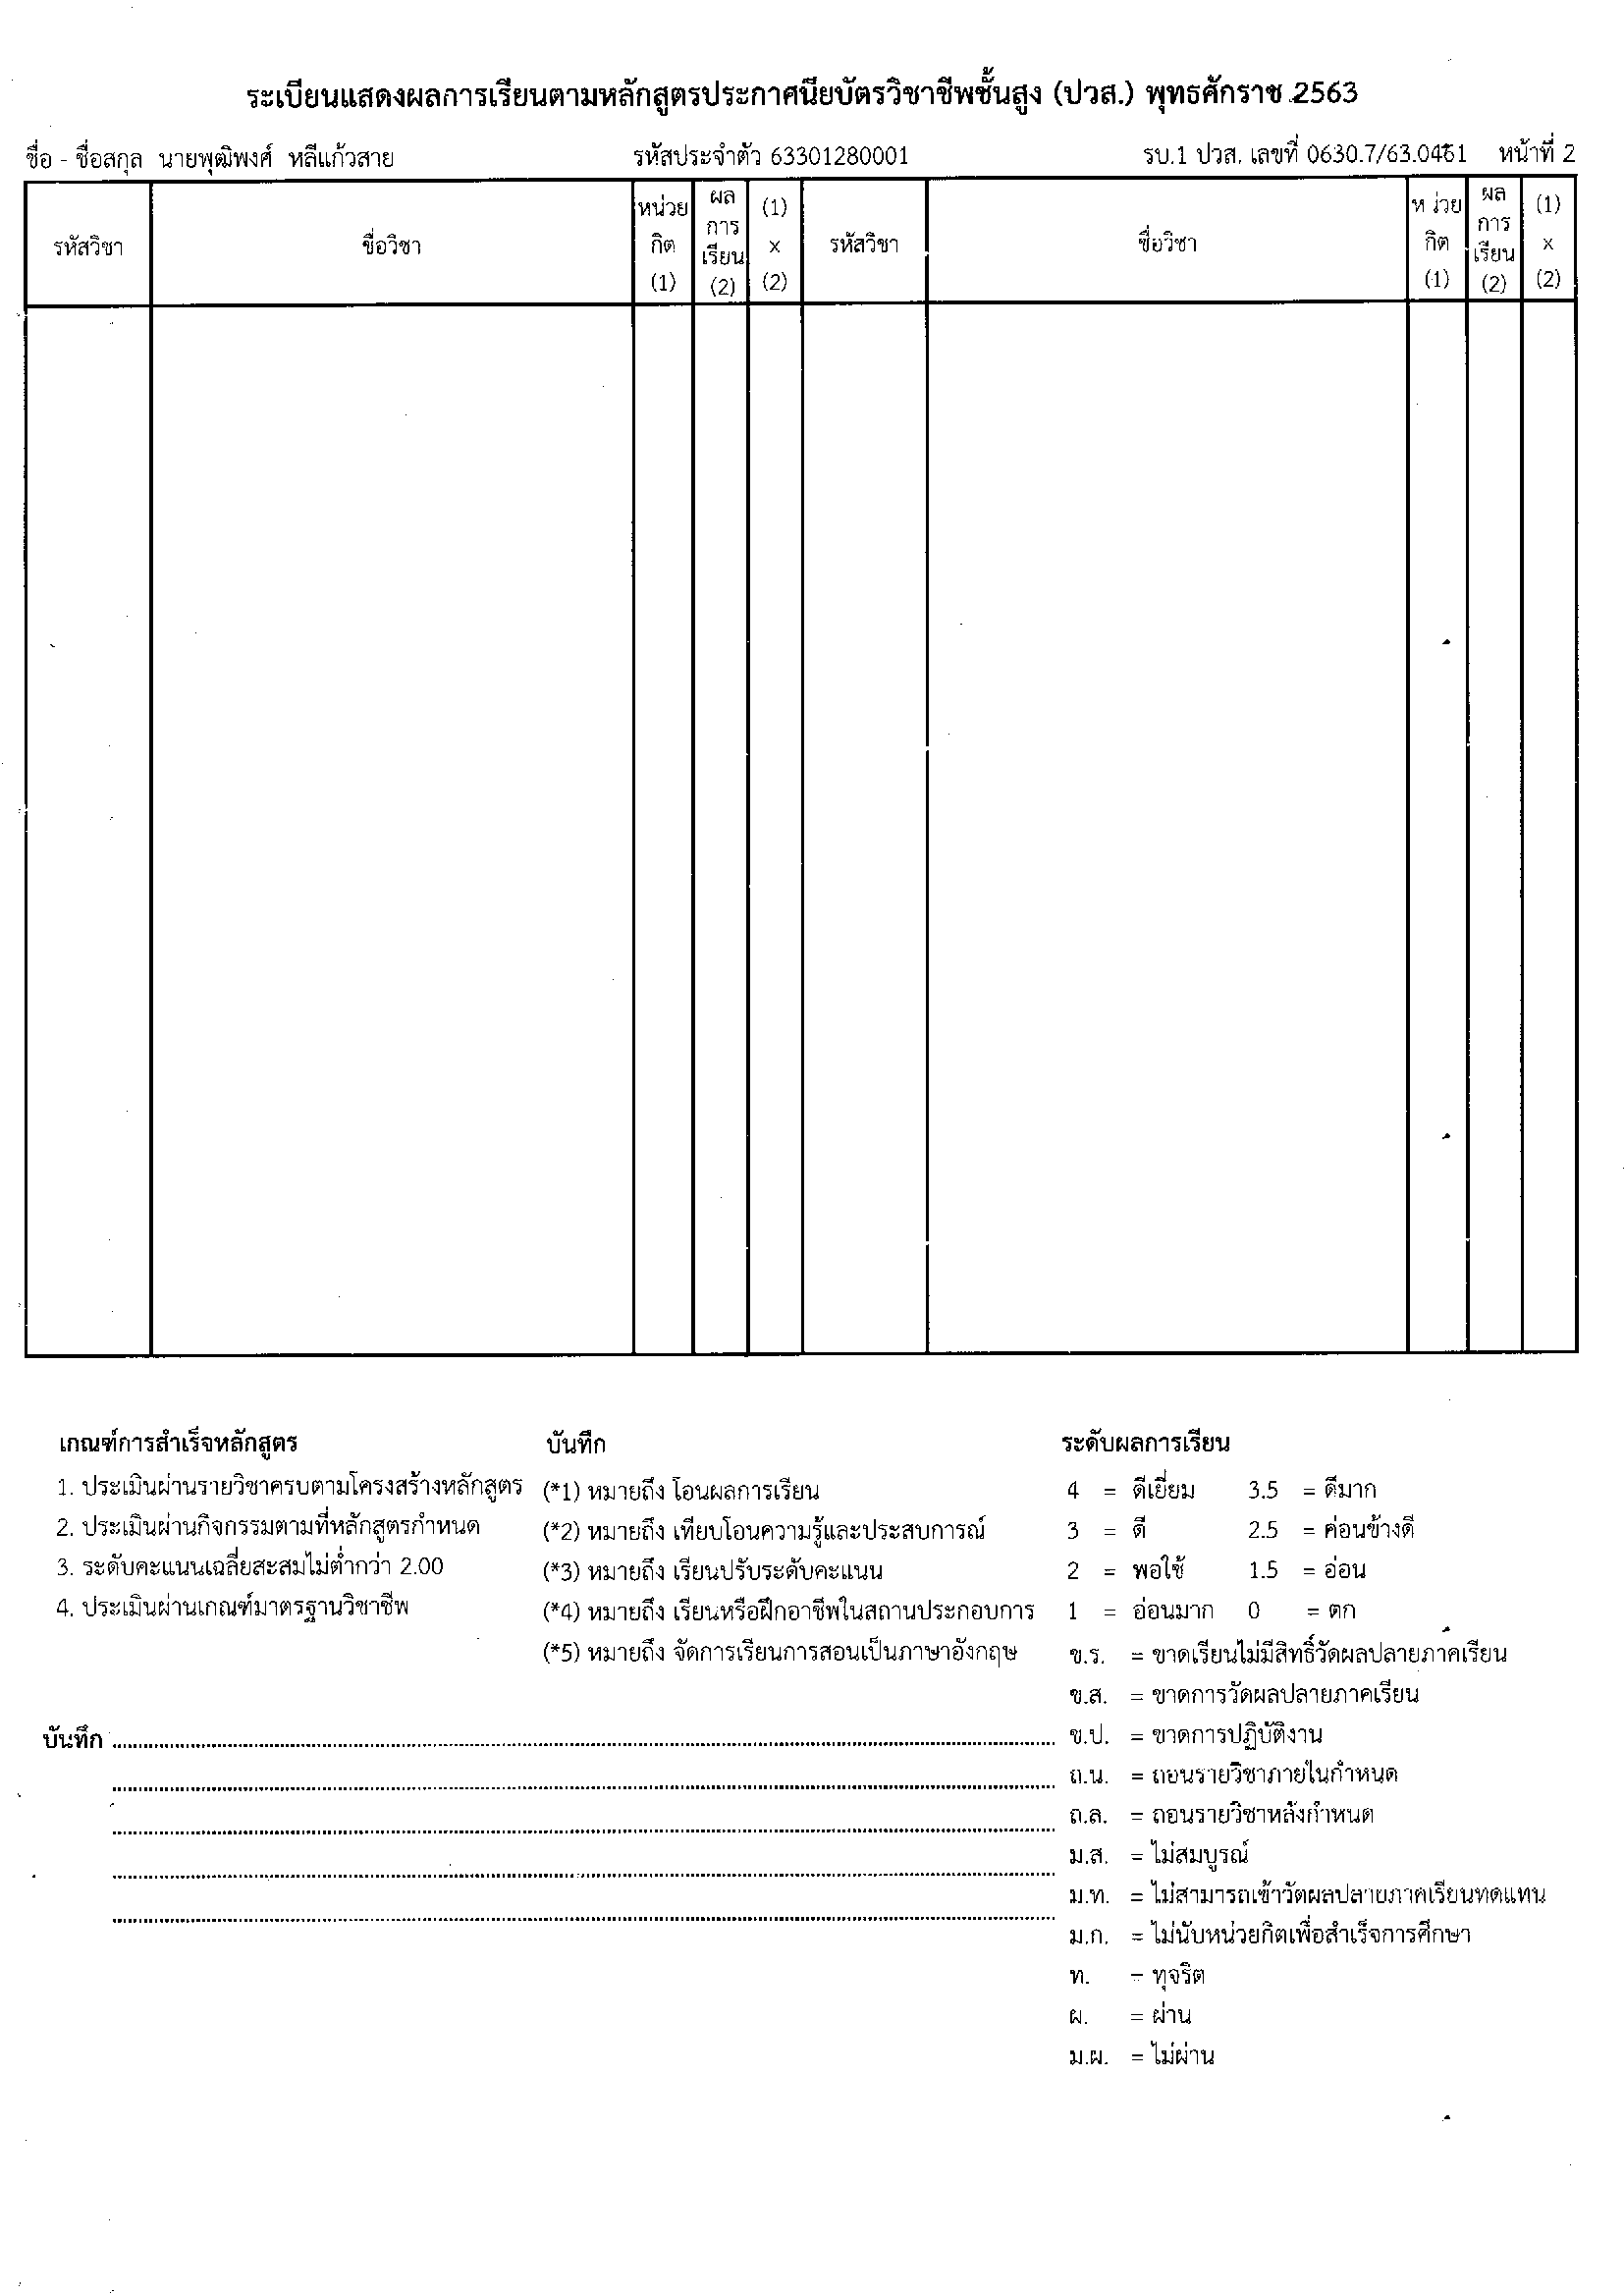 ระเบียนแสดงผลการเรียนตามหลักสูตรประกาศนียบัตรวิชาชีพชั้นสูง (ปวส.) พุทธศักราช 2563
ชื่อ - ชื่อสกุล นายพุฒิพงศ์ หลีแก้วสาย รหัสประจำตัว 63301280001 รบ.1 ปวส. เลขที่ 0630.7/63.0461 หน้าที่ 2
รหัสวิชา ชื่อวิชา หน่วยกิต (1) ผลการเรียน (2) (1) x (2) รหัสวิชา ชื่อวิชา หน่วยกิต (1) ผลการเรียน (2) (1) x (2)
เกณฑ์การสำเร็จหลักสูตร
1. ประเมินผ่านรายวิชาครบตามโครงสร้างหลักสูตร
2. ประเมินผ่านกิจกรรมตามที่หลักสูตรกำหนด
3. ระดับคะแนนเฉลี่ยสะสมไม่ต่ำกว่า 2.00
4. ประเมินผ่านเกณฑ์มาตรฐานวิชาชีพ
บันทึก
(*1) หมายถึง โอนผลการเรียน
(*2) หมายถึง เทียบโอนความรู้และประสบการณ์
(*3) หมายถึง เรียนปรับระดับคะแนน
(*4) หมายถึง เรียนหรือฝึกอาชีพในสถานประกอบการ
(*5) หมายถึง จัดการเรียนการสอนเป็นภาษาอังกฤษ
บันทึก
ระดับผลการเรียน
4 = ดีเยี่ยม 3.5 = ดีมาก
3 = ดี 2.5 = ค่อนข้างดี
2 = พอใช้ 1.5 = อ่อน
1 = อ่อนมาก 0 = ตก
ข.ร. = ขาดเรียนไม่มีสิทธิ์วัดผลปลายภาคเรียน
ข.ส. = ขาดการวัดผลปลายภาคเรียน
ข.ป. = ขาดการปฏิบัติงาน
ถ.น. = ถอนรายวิชาภายในกำหนด
ถ.ล. = ถอนรายวิชาหลังกำหนด
ม.ส. = ไม่สมบูรณ์
ม.ท. = ไม่สามารถเข้าวัดผลปลายภาคเรียนทดแทน
ม.ก. = ไม่นับหน่วยกิตเพื่อสำเร็จการศึกษา
ท. = ทุจริต
ผ. = ผ่าน
ม.ผ. = ไม่ผ่าน